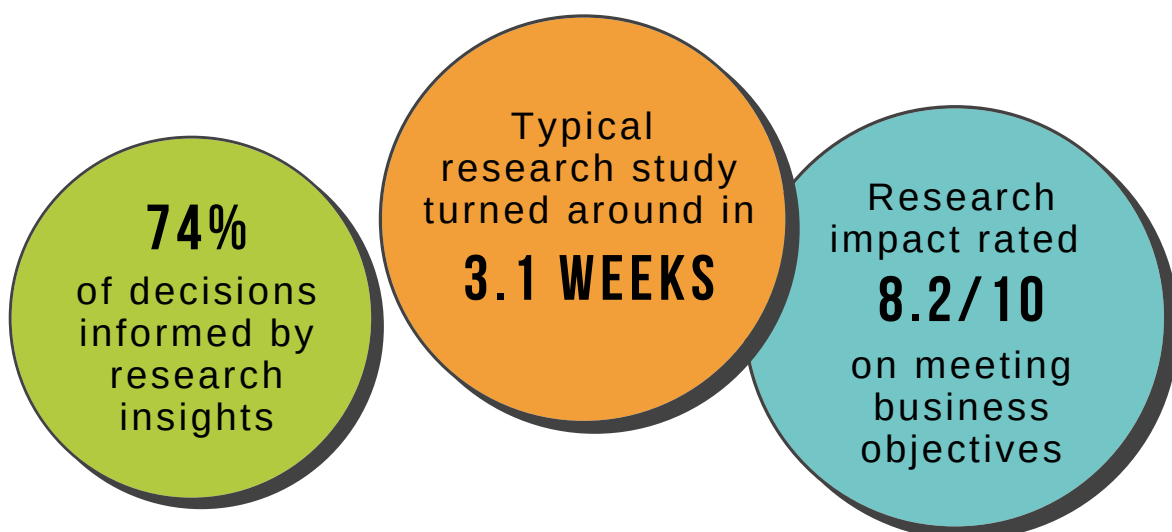 74%
of decisions
informed by
research
insights
Typical
research study
turned around in
3.1 WEEKS
Research
impact rated
8.2/10
on meeting
business
objectives